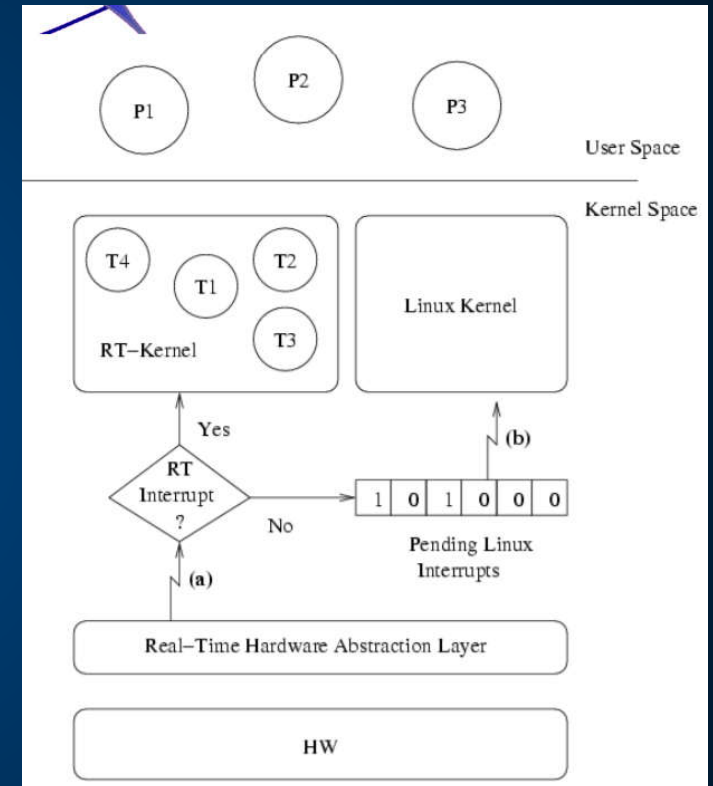 P1
P2
P3
User Space
Kernel Space
T4
T1
T2
T3
RT-Kernel
Linux Kernel
Yes
(b)
RT
Interrupt
?
No
1 0 1 0 0 0
Pending Linux
Interrupts
(a)
Real-Time Hardware Abstraction Layer
HW